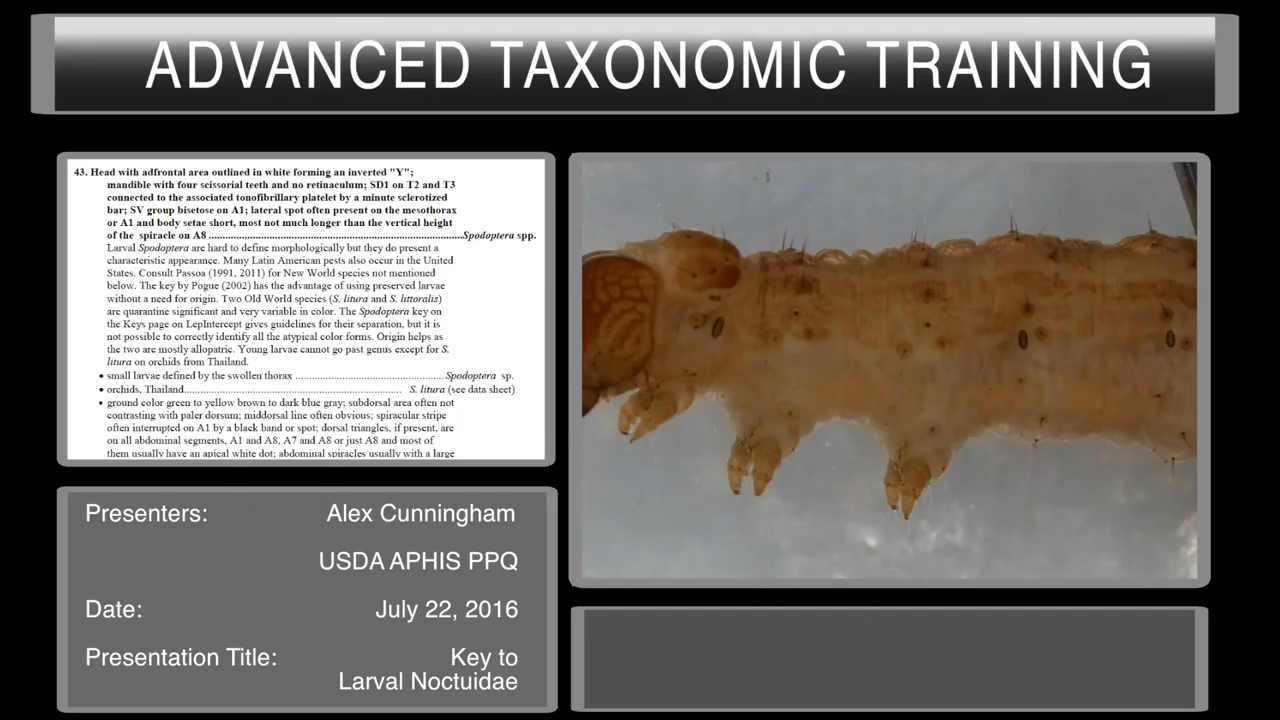 ADVANCED TAXONOMIC TRAINING
43. Head with adfrontal area outlined in white forming an inverted "Y";
mandible with four scissorial teeth and no retinaculum; SD1 on T2 and T3
connected to the associated tonofibrillary platelet by a minute sclerotized
bar; SV group bisetose on A1; lateral spot often present on the mesothorax
or A1 and body setae short, most not much longer than the vertical height
of the spiracle on A8 ......................................................................Spodoptera spp.
Larval Spodoptera are hard to define morphologically but they do present a
characteristic appearance. Many Latin American pests also occur in the United
States. Consult Passoa (1991, 2011) for New World species not mentioned
below. The key by Pogue (2002) has the advantage of using preserved larvae
without a need for origin. Two Old World species (S. litura and S. littoralis)
are quarantine significant and very variable in color. The Spodoptera key on
the Keys page on LepIntercept gives guidelines for their separation, but it is
not possible to correctly identify all the atypical color forms. Origin helps as
the two are mostly allopatric. Young larvae cannot go past genus except for S.
litura on orchids from Thailand.
• small larvae defined by the swollen thorax ..............................................Spodoptera sp.
• orchids, Thailand.................................................................. S. litura (see data sheet)
• ground color green to yellow brown to dark blue gray; subdorsal area often not
contrasting with paler dorsum; middorsal line often obvious; spiracular stripe
often interrupted on A1 by a black band or spot; dorsal triangles, if present, are
on all abdominal segments, A1 and A8, A7 and A8 or just A8 and most of
them usually have an apical white dot; abdominal spiracles usually with a large
Presenters: Alex Cunningham
USDA APHIS PPQ
Date: July 22, 2016
Presentation Title: Key to
Larval Noctuidae